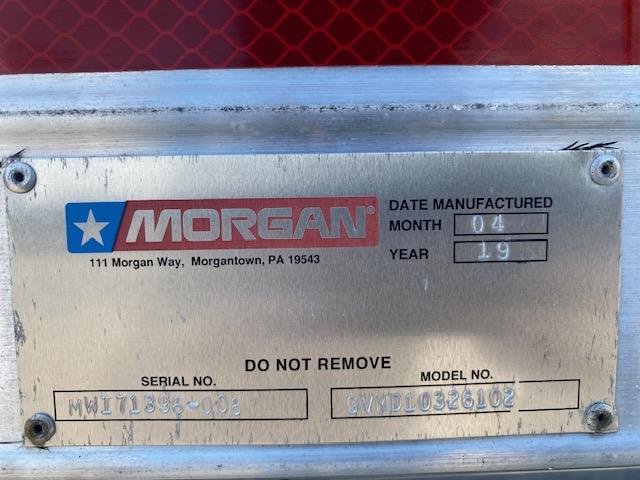 MORGAN®
111 Morgan Way, Morgantown, PA 19543
DATE MANUFACTURED
MONTH 04
YEAR 19
DO NOT REMOVE
SERIAL NO.
MODEL NO.
GVMD10326102